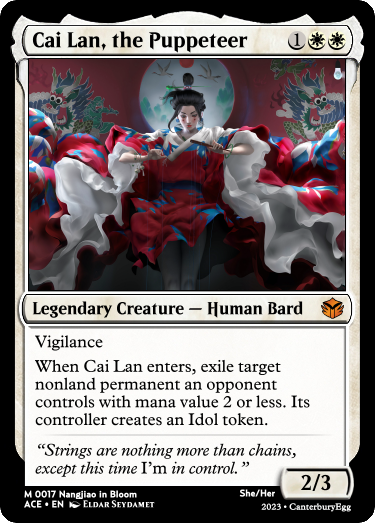 Cai Lan, the Puppeteer 1
Legendary Creature — Human Bard
Vigilance
When Cai Lan enters, exile target
nonland permanent an opponent
controls with mana value 2 or less. Its
controller creates an Idol token.
“Strings are nothing more than chains,
except this time I'm in control.”
2/3
M 0017 Nangjiao in Bloom She/Her
ACE • EN Eldar Seydamet 2023 • CanterburyEgg